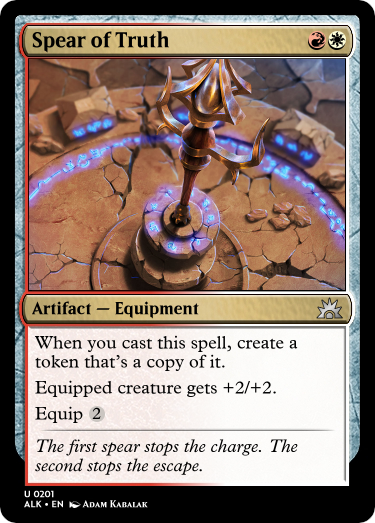 Spear of Truth
Artifact — Equipment
When you cast this spell, create a
token that's a copy of it.
Equipped creature gets +2/+2.
Equip 2
The first spear stops the charge. The
second stops the escape.
U 0201
ALK • EN Adam Kabalak